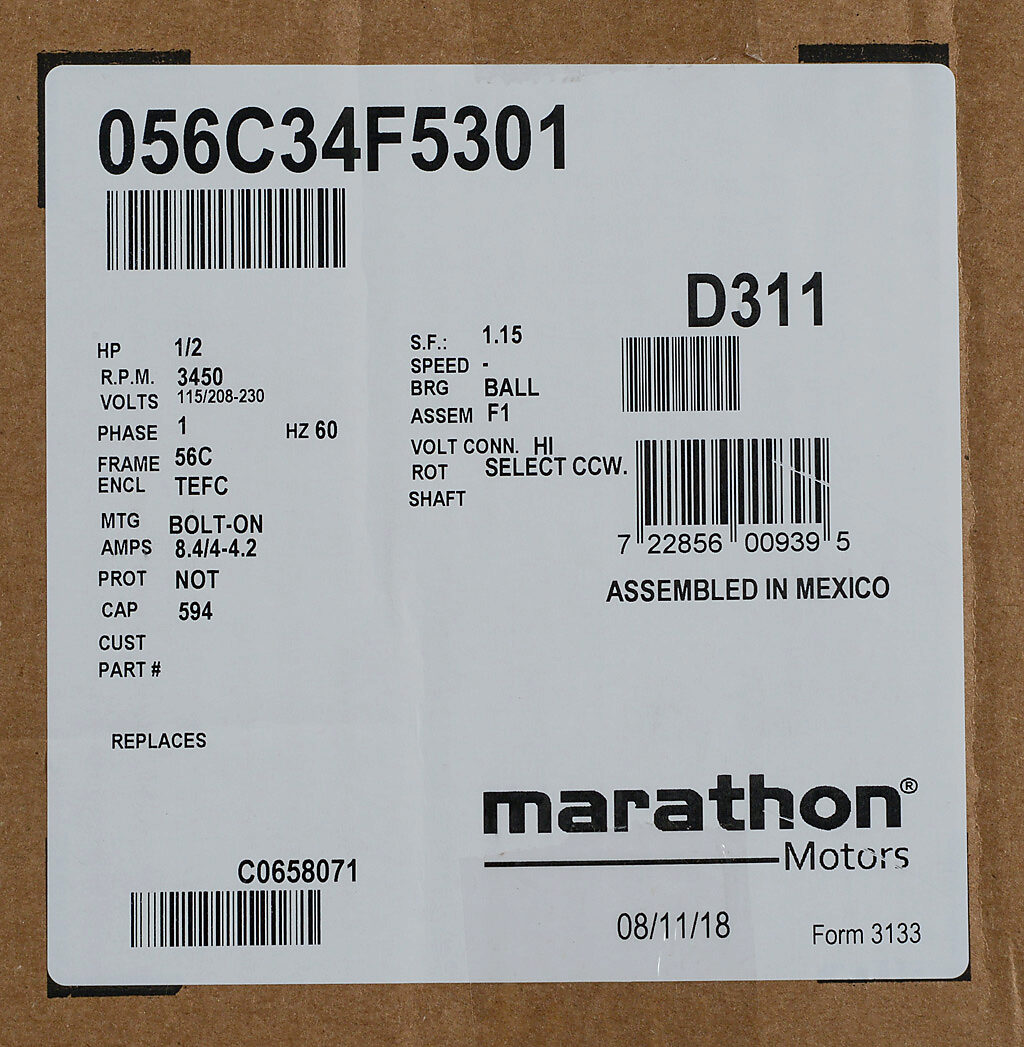 056C34F5301
D311
HP 1/2
R.P.M. 3450
VOLTS 115/208-230
PHASE 1 HZ 60
FRAME 56C
ENCL TEFC
MTG BOLT-ON
AMPS 8.4/4-4.2
PROT NOT
CAP 594
CUST
PART #
REPLACES
S.F.: 1.15
SPEED -
BRG BALL
ASSEM F1
VOLT CONN. HI
ROT SELECT CCW.
SHAFT
7 22856 00939 5
ASSEMBLED IN MEXICO
marathon®
Motors
C0658071
08/11/18
Form 3133